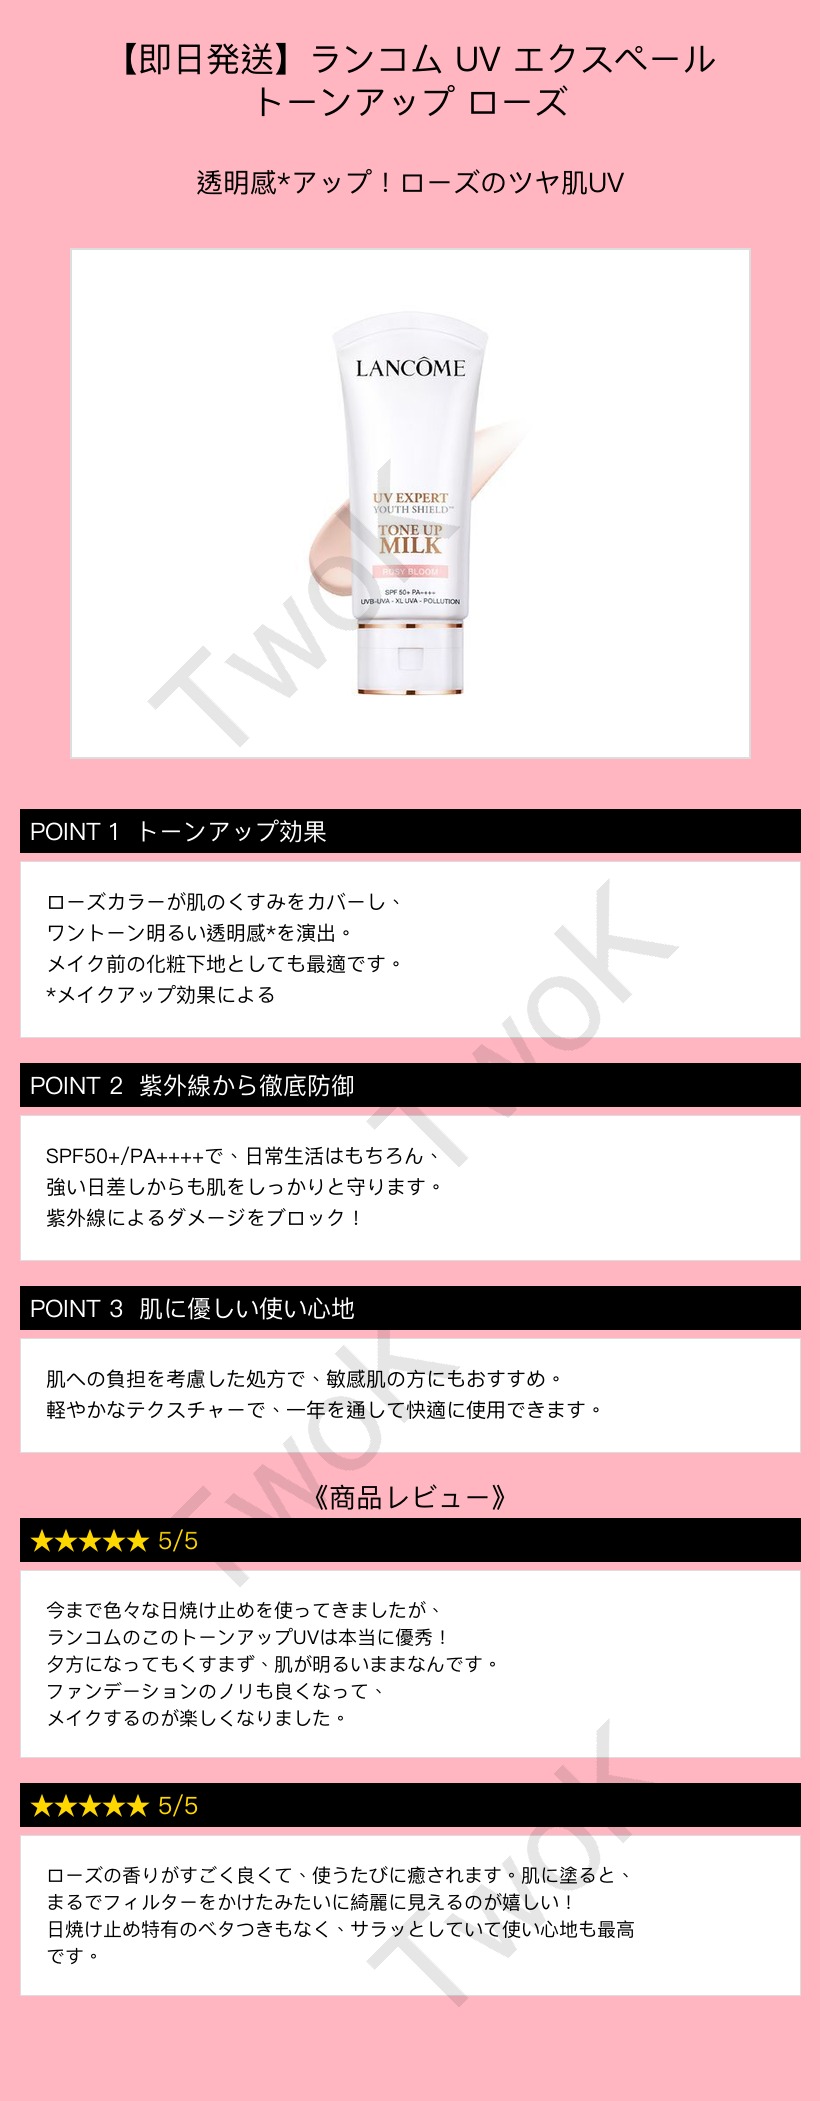 【即日発送】ランコム UV エクスペール
トーンアップ ローズ
透明感*アップ！ローズのツヤ肌UV
LANCÔME
UV EXPERT
YOUTH SHIELD™
TONE UP
MILK
ROSY BLOOM
SPF 50+ PA++++
UVB-UVA - XL UVA - POLLUTION
TwoK
POINT 1 トーンアップ効果
ローズカラーが肌のくすみをカバーし、
ワントーン明るい透明感*を演出。
メイク前の化粧下地としても最適です。
*メイクアップ効果による
TwoK
POINT 2 紫外線から徹底防御
SPF50+/PA++++で、日常生活はもちろん、
強い日差しからも肌をしっかりと守ります。
紫外線によるダメージをブロック！
POINT 3 肌に優しい使い心地
肌への負担を考慮した処方で、敏感肌の方にもおすすめ。
軽やかなテクスチャーで、一年を通して快適に使用できます。
TwoK
《商品レビュー》
★★★★★ 5/5
今まで色々な日焼け止めを使ってきましたが、
ランコムのこのトーンアップUVは本当に優秀！
夕方になってもくすまず、肌が明るいままなんです。
ファンデーションのノリも良くなって、
メイクするのが楽しくなりました。
★★★★★ 5/5
ローズの香りがすごく良くて、使うたびに癒されます。肌に塗ると、
まるでフィルターをかけたみたいに綺麗に見えるのが嬉しい！
日焼け止め特有のベタつきもなく、サラッとしていて使い心地も最高
です。
TwoK